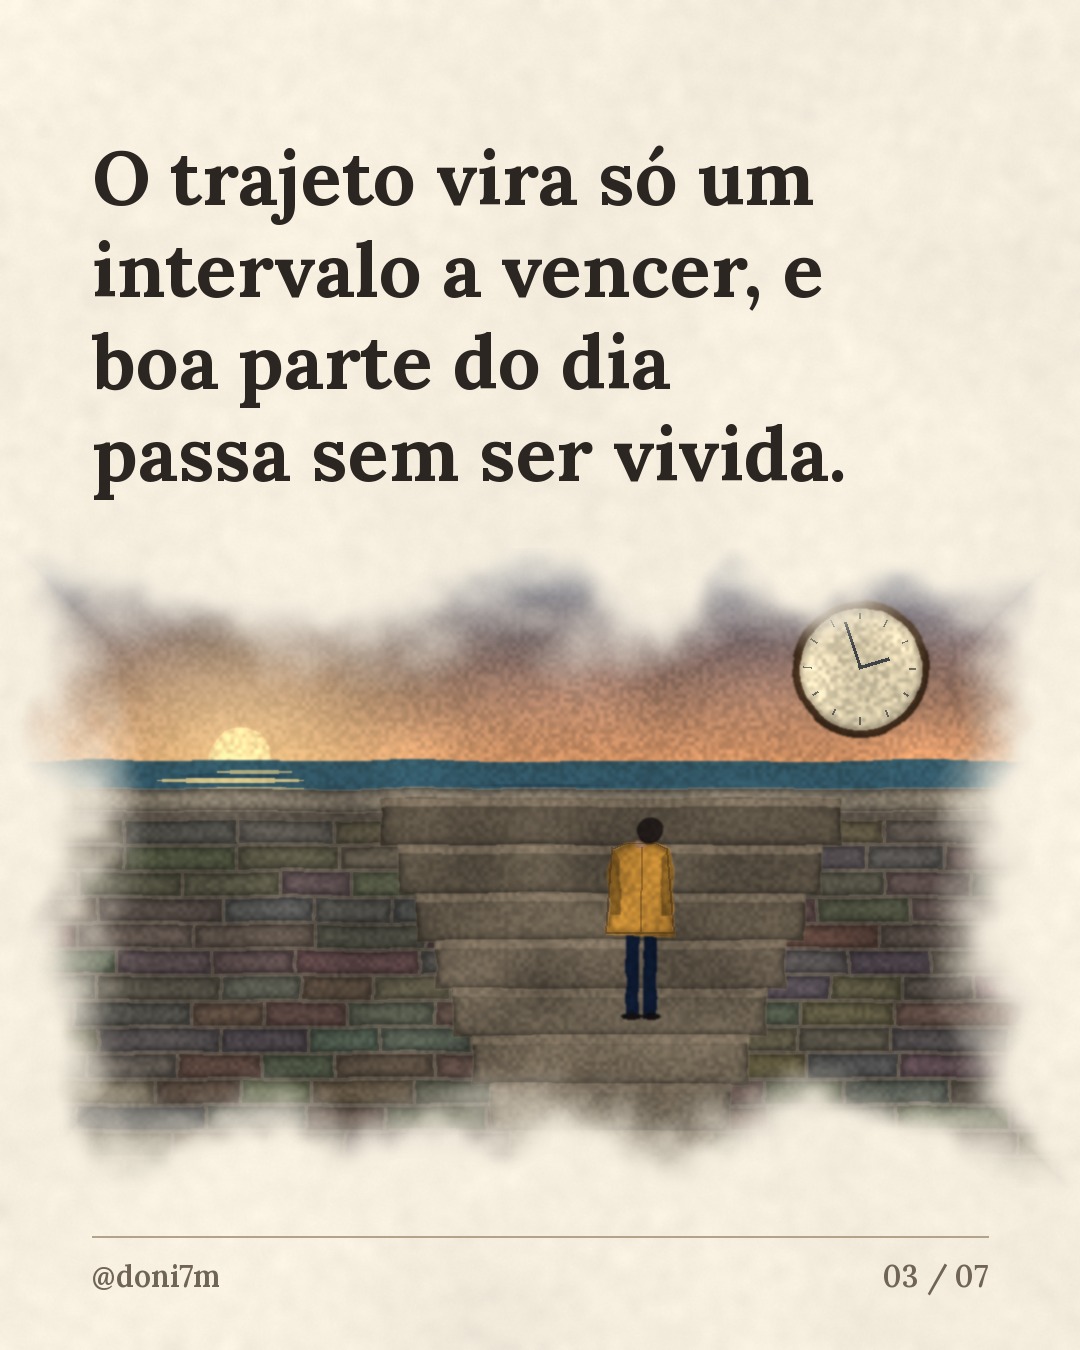 O trajeto vira só um
intervalo a vencer, e
boa parte do dia
passa sem ser vivida.
@doni7m
03 / 07